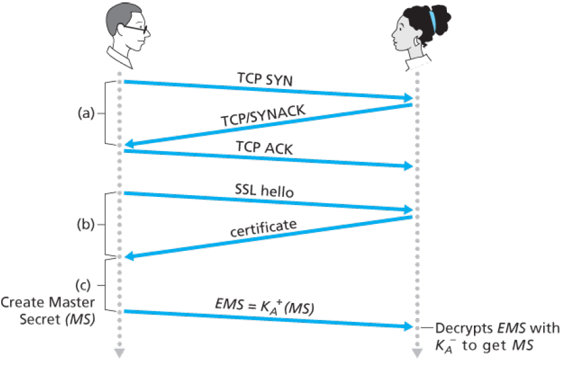 TCP SYN
(a)
TCP/SYNACK
TCP ACK
SSL hello
(b)
certificate
(c)
Create Master
Secret (MS)
EMS = K_A^+(MS)
Decrypts EMS with
K_A^- to get MS